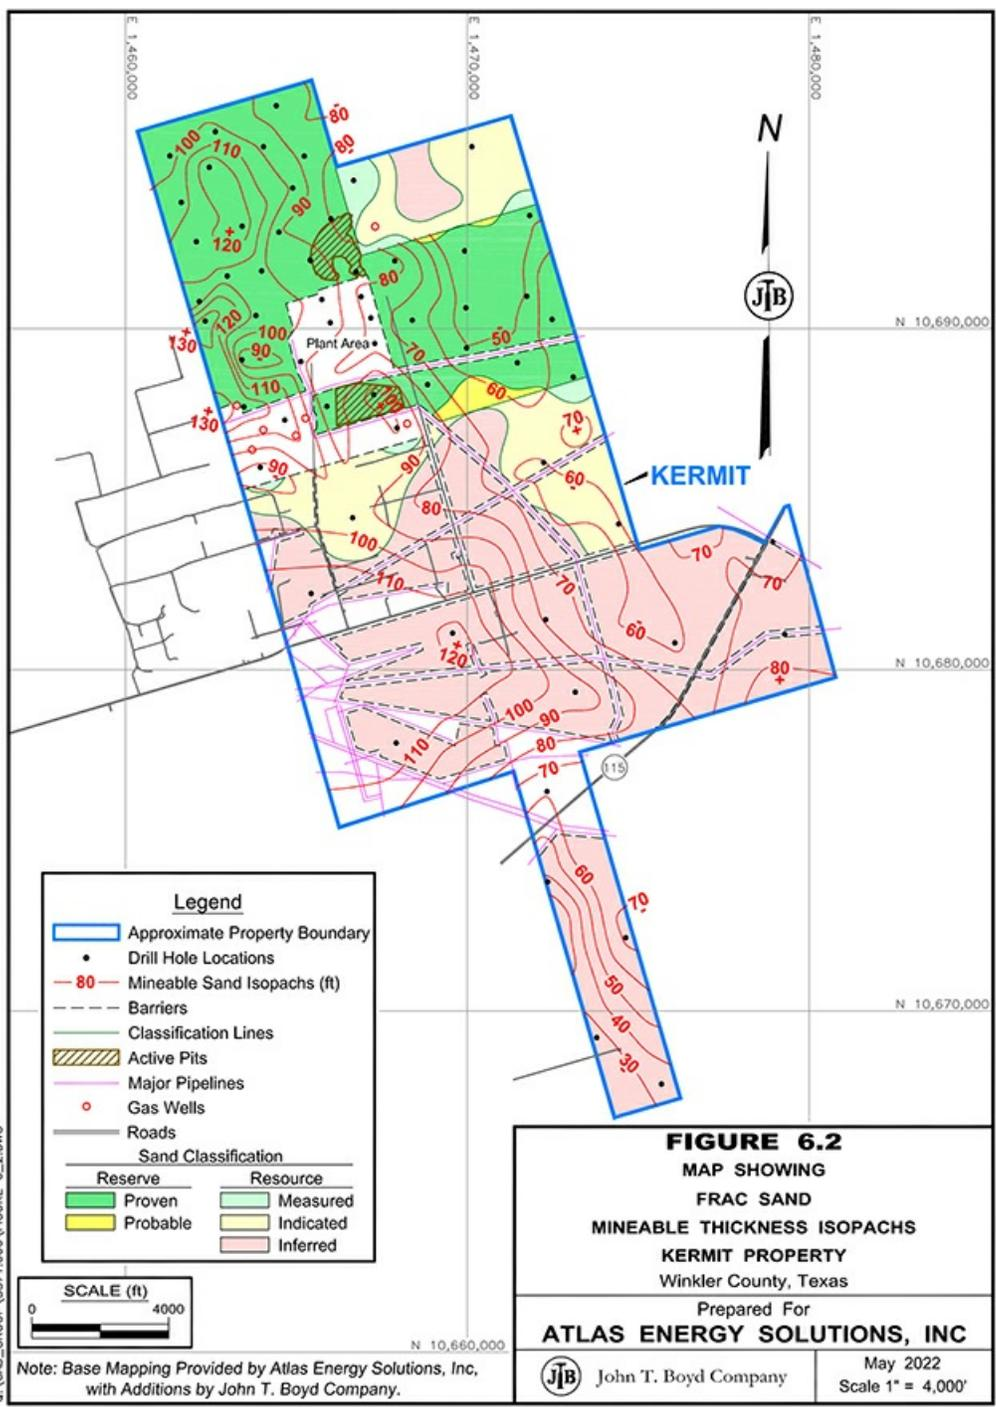 E 1,460,000
E 1,470,000
E 1,480,000
N
JTB
80
80
100
110
90
120
80
N 10,690,000
120
130
100
90
Plant Area
70
50
110
60
100
130
70
90
90
60
KERMIT
80
100
70
110
70
70
60
120
N 10,680,000
80
100
90
110
80
70
115
60
70
50
N 10,670,000
40
30
Legend
Approximate Property Boundary
Drill Hole Locations
80 Mineable Sand Isopachs (ft)
Barriers
Classification Lines
Active Pits
Major Pipelines
Gas Wells
Roads
Sand Classification
Reserve Resource
Proven Measured
Probable Indicated
Inferred
SCALE (ft)
0 4000
N 10,660,000
Note: Base Mapping Provided by Atlas Energy Solutions, Inc,
with Additions by John T. Boyd Company.
FIGURE 6.2
MAP SHOWING
FRAC SAND
MINEABLE THICKNESS ISOPACHS
KERMIT PROPERTY
Winkler County, Texas
Prepared For
ATLAS ENERGY SOLUTIONS, INC
JTB John T. Boyd Company
May 2022
Scale 1" = 4,000'